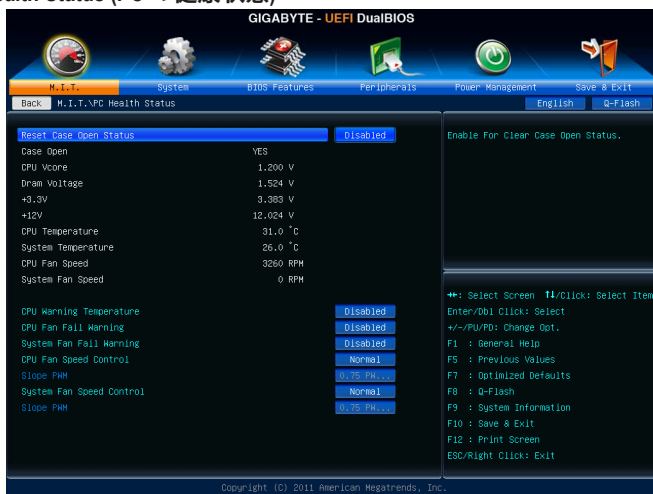 GIGABYTE - UEFI DualBIOS
M.I.T. System BIOS Features Peripherals Power Management Save & Exit
Back M.I.T.\PC Health Status English Q-Flash
Reset Case Open Status Disabled
Case Open YES
CPU Vcore 1.200 V
Dram Voltage 1.524 V
+3.3V 3.383 V
+12V 12.024 V
CPU Temperature 31.0 °C
System Temperature 26.0 °C
CPU Fan Speed 3260 RPM
System Fan Speed 0 RPM
CPU Warning Temperature Disabled
CPU Fan Fail Warning Disabled
System Fan Fail Warning Disabled
CPU Fan Speed Control Normal
Slope PWM 0.75 PW...
System Fan Speed Control Normal
Slope PWM 0.75 PW...
Enable For Clear Case Open Status.
→←: Select Screen ↑↓/Click: Select Item
Enter/Dbl Click: Select
+/-/PU/PD: Change Opt.
F1 : General Help
F5 : Previous Values
F7 : Optimized Defaults
F8 : Q-Flash
F9 : System Information
F10 : Save & Exit
F12 : Print Screen
ESC/Right Click: Exit
Copyright (C) 2011 American Megatrends, Inc.